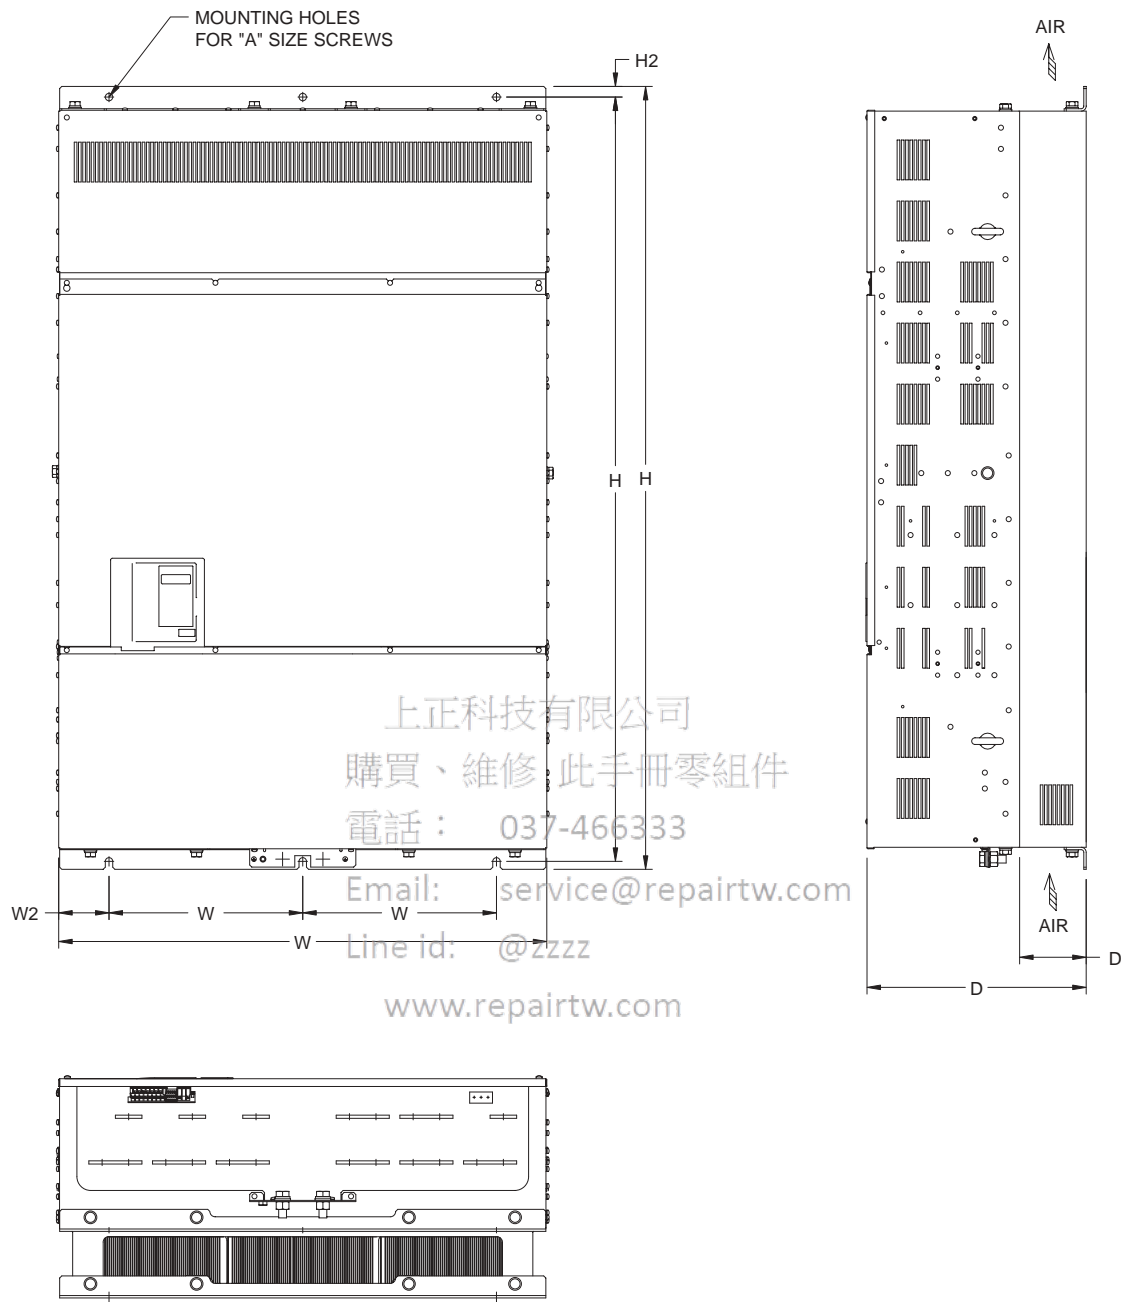 MOUNTING HOLES
FOR "A" SIZE SCREWS
H2
AIR
H
H
上正科技有限公司
購買、維修 此手冊零組件
電話： 037-466333
Email: service@repairtw.com
Line id: @zzzz
www.repairtw.com
W2
W
W
W
AIR
D
D